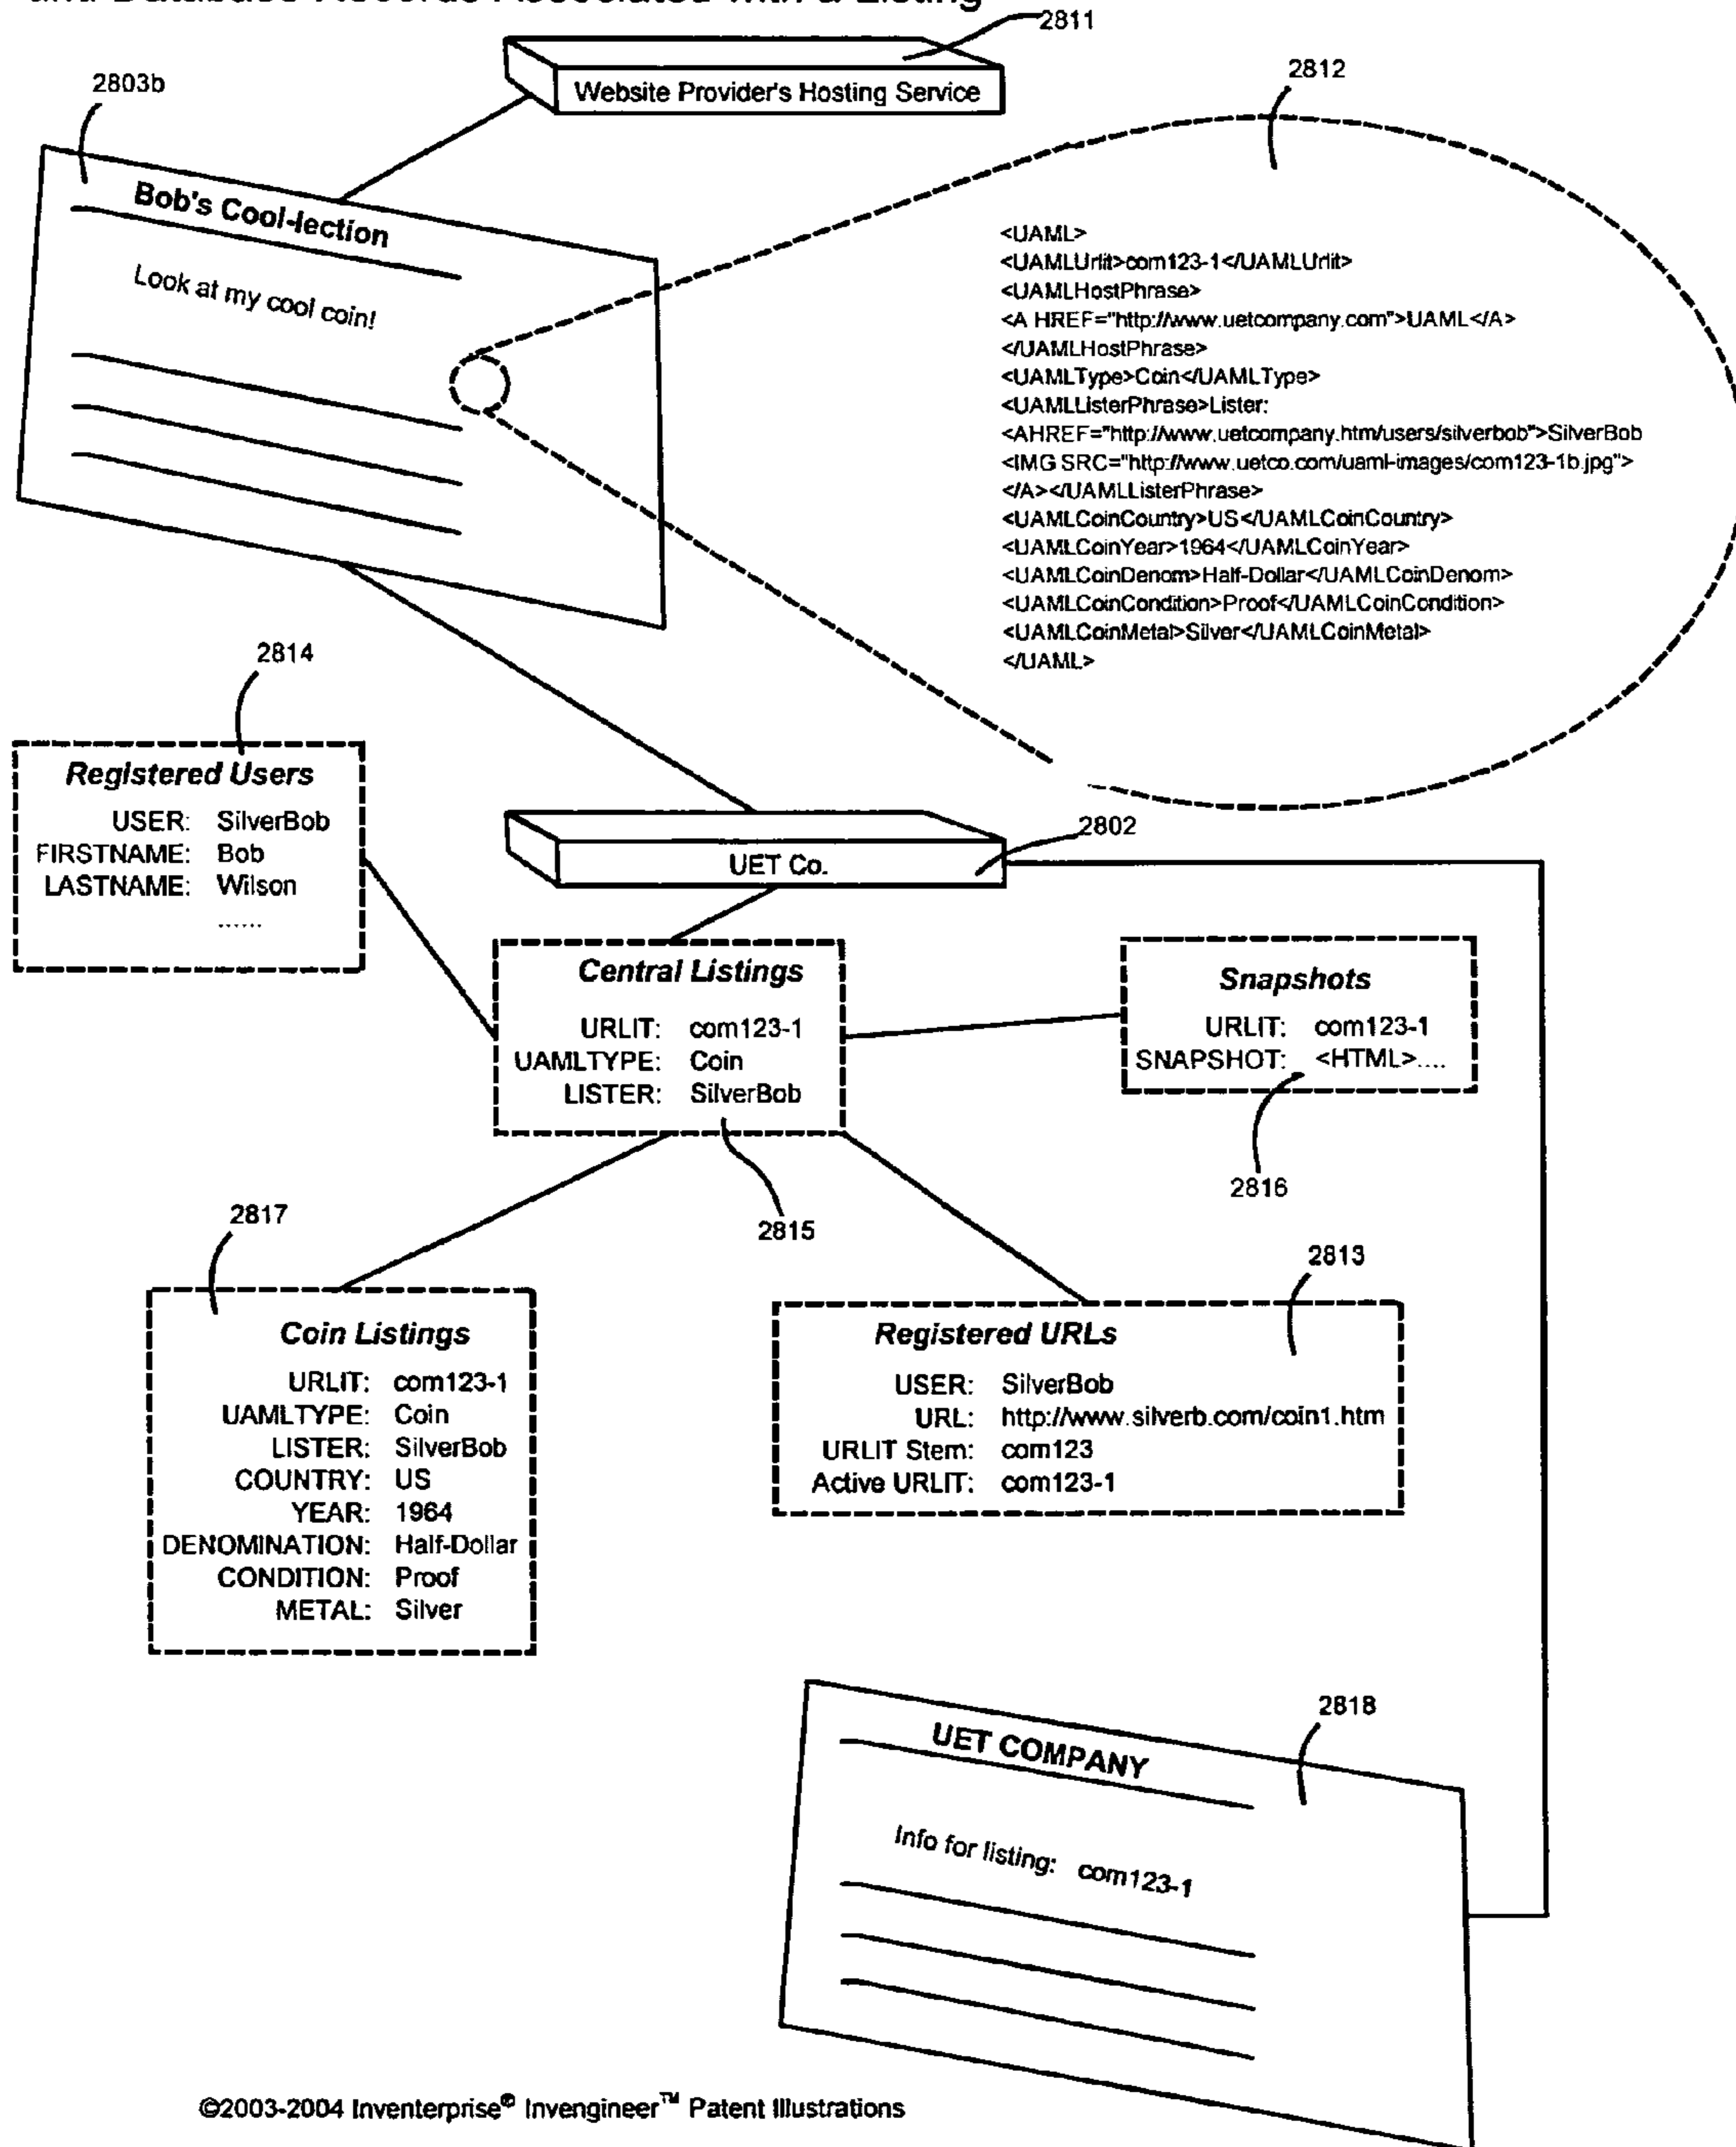 and Database Records Associated with a Listing
2811
Website Provider's Hosting Service
2803b
2812
Bob's Cool-lection
Look at my cool coin!
<UAML>
<UAMLUrlit>com123-1</UAMLUrlit>
<UAMLHostPhrase>
<A HREF="http://www.uetcompany.com">UAML</A>
</UAMLHostPhrase>
<UAMLType>Coin</UAMLType>
<UAMLListerPhrase>Lister:
<AHREF="http://www.uetcompany.htm/users/silverbob">SilverBob
<IMG SRC="http://www.uetco.com/uaml-images/com123-1b.jpg">
</A></UAMLListerPhrase>
<UAMLCoinCountry>US</UAMLCoinCountry>
<UAMLCoinYear>1964</UAMLCoinYear>
<UAMLCoinDenom>Half-Dollar</UAMLCoinDenom>
<UAMLCoinCondition>Proof</UAMLCoinCondition>
<UAMLCoinMetal>Silver</UAMLCoinMetal>
</UAML>
2814
Registered Users
USER: SilverBob
FIRSTNAME: Bob
LASTNAME: Wilson
......
2802
UET Co.
Central Listings
URLIT: com123-1
UAMLTYPE: Coin
LISTER: SilverBob
2815
Snapshots
URLIT: com123-1
SNAPSHOT: <HTML>....
2816
2817
Coin Listings
URLIT: com123-1
UAMLTYPE: Coin
LISTER: SilverBob
COUNTRY: US
YEAR: 1964
DENOMINATION: Half-Dollar
CONDITION: Proof
METAL: Silver
2813
Registered URLs
USER: SilverBob
URL: http://www.silverb.com/coin1.htm
URLIT Stem: com123
Active URLIT: com123-1
2818
UET COMPANY
Info for listing: com123-1
©2003-2004 Inventerprise® Invengineer™ Patent Illustrations